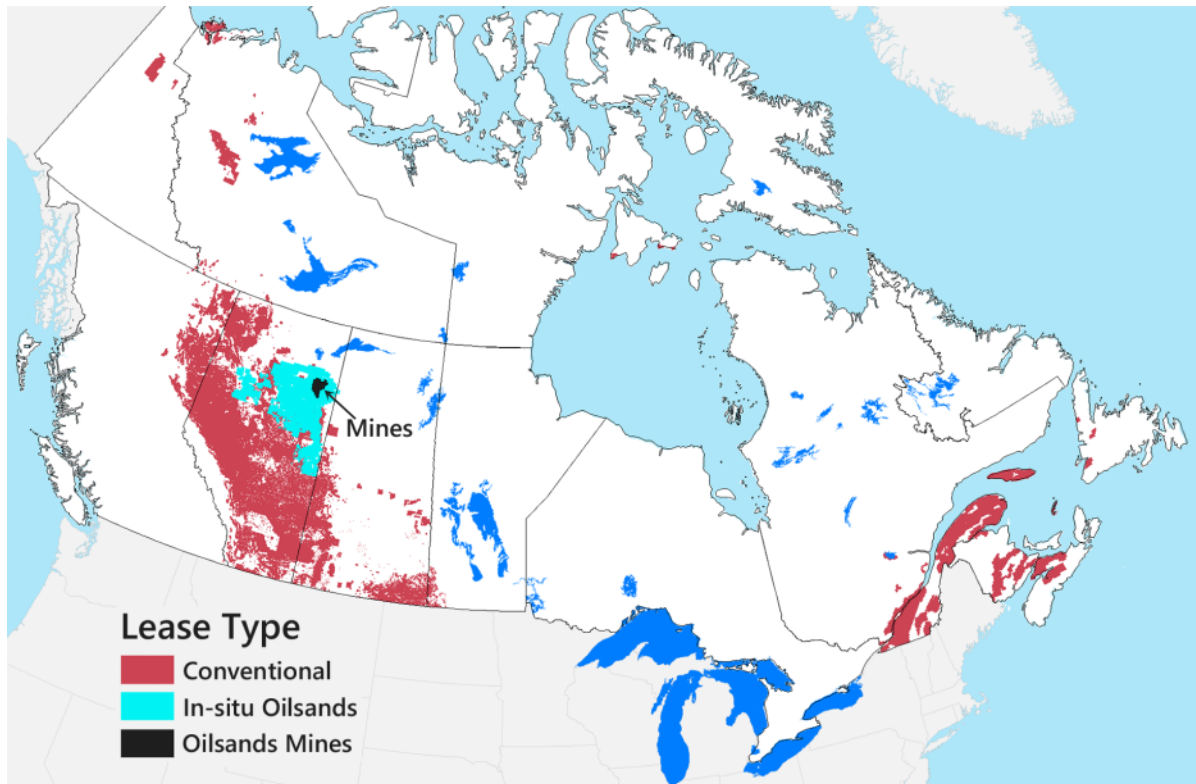 Mines
Lease Type
Conventional
In-situ Oilsands
Oilsands Mines